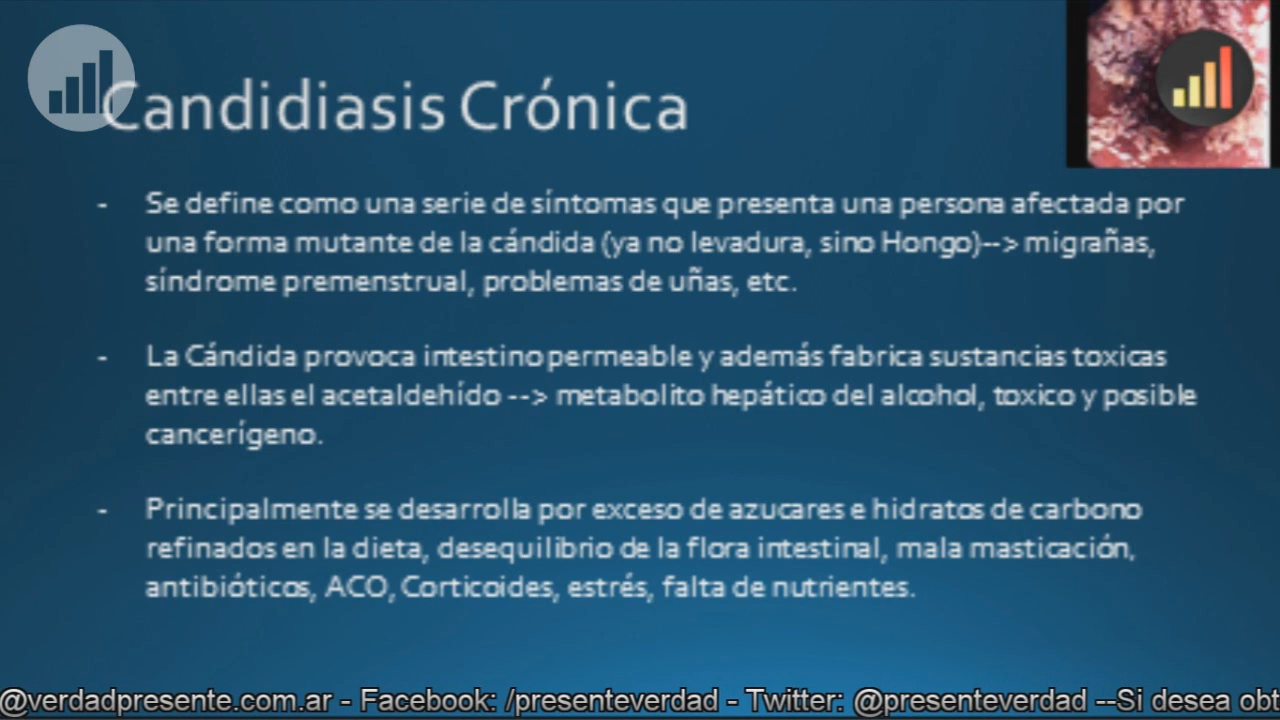 Candidiasis Crónica
- Se define como una serie de síntomas que presenta una persona afectada por
una forma mutante de la cándida (ya no levadura, sino Hongo)--> migrañas,
síndrome premenstrual, problemas de uñas, etc.
- La Cándida provoca intestino permeable y además fabrica sustancias toxicas
entre ellas el acetaldehído --> metabolito hepático del alcohol, toxico y posible
cancerígeno.
- Principalmente se desarrolla por exceso de azucares e hidratos de carbono
refinados en la dieta, desequilibrio de la flora intestinal, mala masticación,
antibióticos, ACO, Corticoides, estrés, falta de nutrientes.
@verdadpresente.com.ar - Facebook: /presenteverdad - Twitter: @presenteverdad --Si desea obt